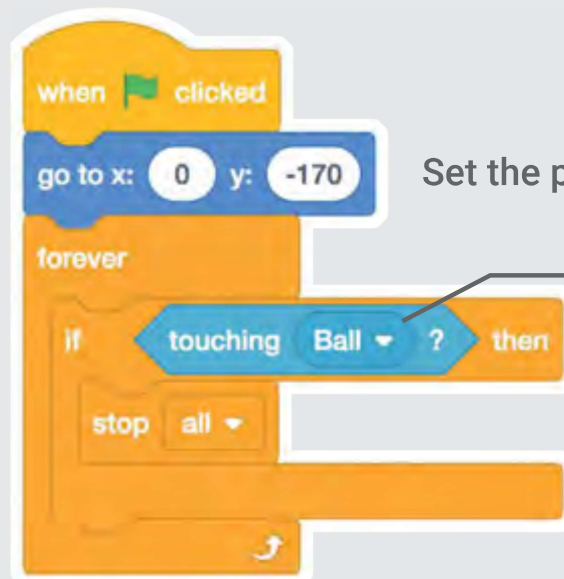 when clicked
go to x: 0 y: -170
Set the p
forever
if touching Ball ? then
stop all